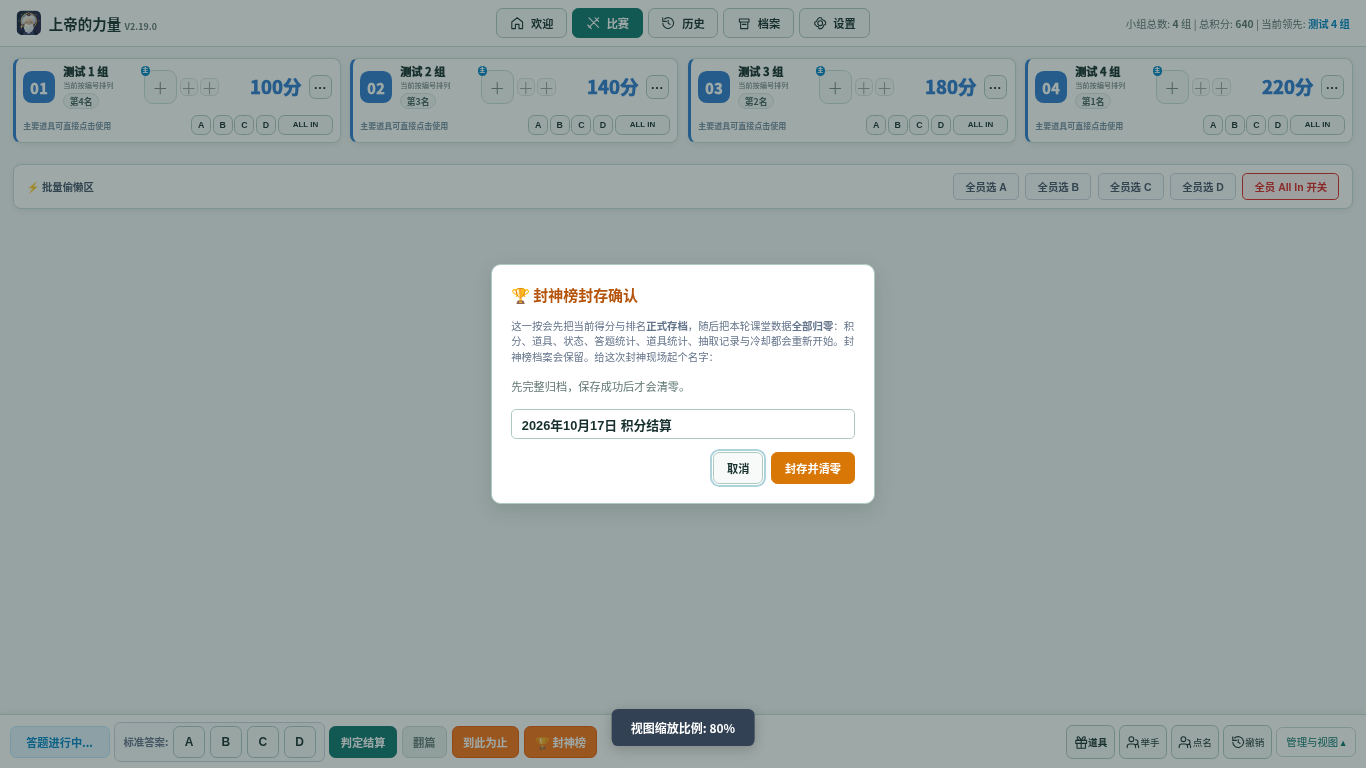 上帝的力量 V2.19.0
欢迎
比赛
历史
档案
设置
小组总数: 4 组 | 总积分: 640 | 当前领先: 测试 4 组
01
测试 1 组
当前按编号排列
第4名
主
100分
主要道具可直接点击使用
A
B
C
D
ALL IN
02
测试 2 组
当前按编号排列
第3名
主
140分
主要道具可直接点击使用
A
B
C
D
ALL IN
03
测试 3 组
当前按编号排列
第2名
主
180分
主要道具可直接点击使用
A
B
C
D
ALL IN
04
测试 4 组
当前按编号排列
第1名
主
220分
主要道具可直接点击使用
A
B
C
D
ALL IN
⚡ 批量偷懒区
全员选 A
全员选 B
全员选 C
全员选 D
全员 All In 开关
🏆 封神榜封存确认
这一按会先把当前得分与排名正式存档，随后把本轮课堂数据全部归零：积
分、道具、状态、答题统计、道具统计、抽取记录与冷却都会重新开始。封
神榜档案会保留。给这次封神现场起个名字：
先完整归档，保存成功后才会清零。
2026年10月17日 积分结算
取消
封存并清零
视图缩放比例: 80%
答题进行中...
标准答案:
A
B
C
D
判定结算
翻篇
到此为止
🏆 封神榜
道具
举手
点名
撤销
管理与视图 ▴